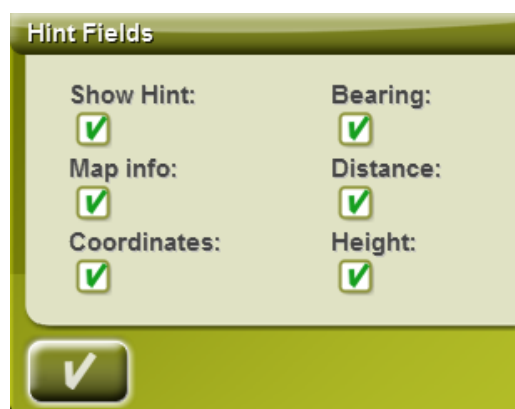 Hint Fields
Show Hint: Bearing:
Map info: Distance:
Coordinates: Height: